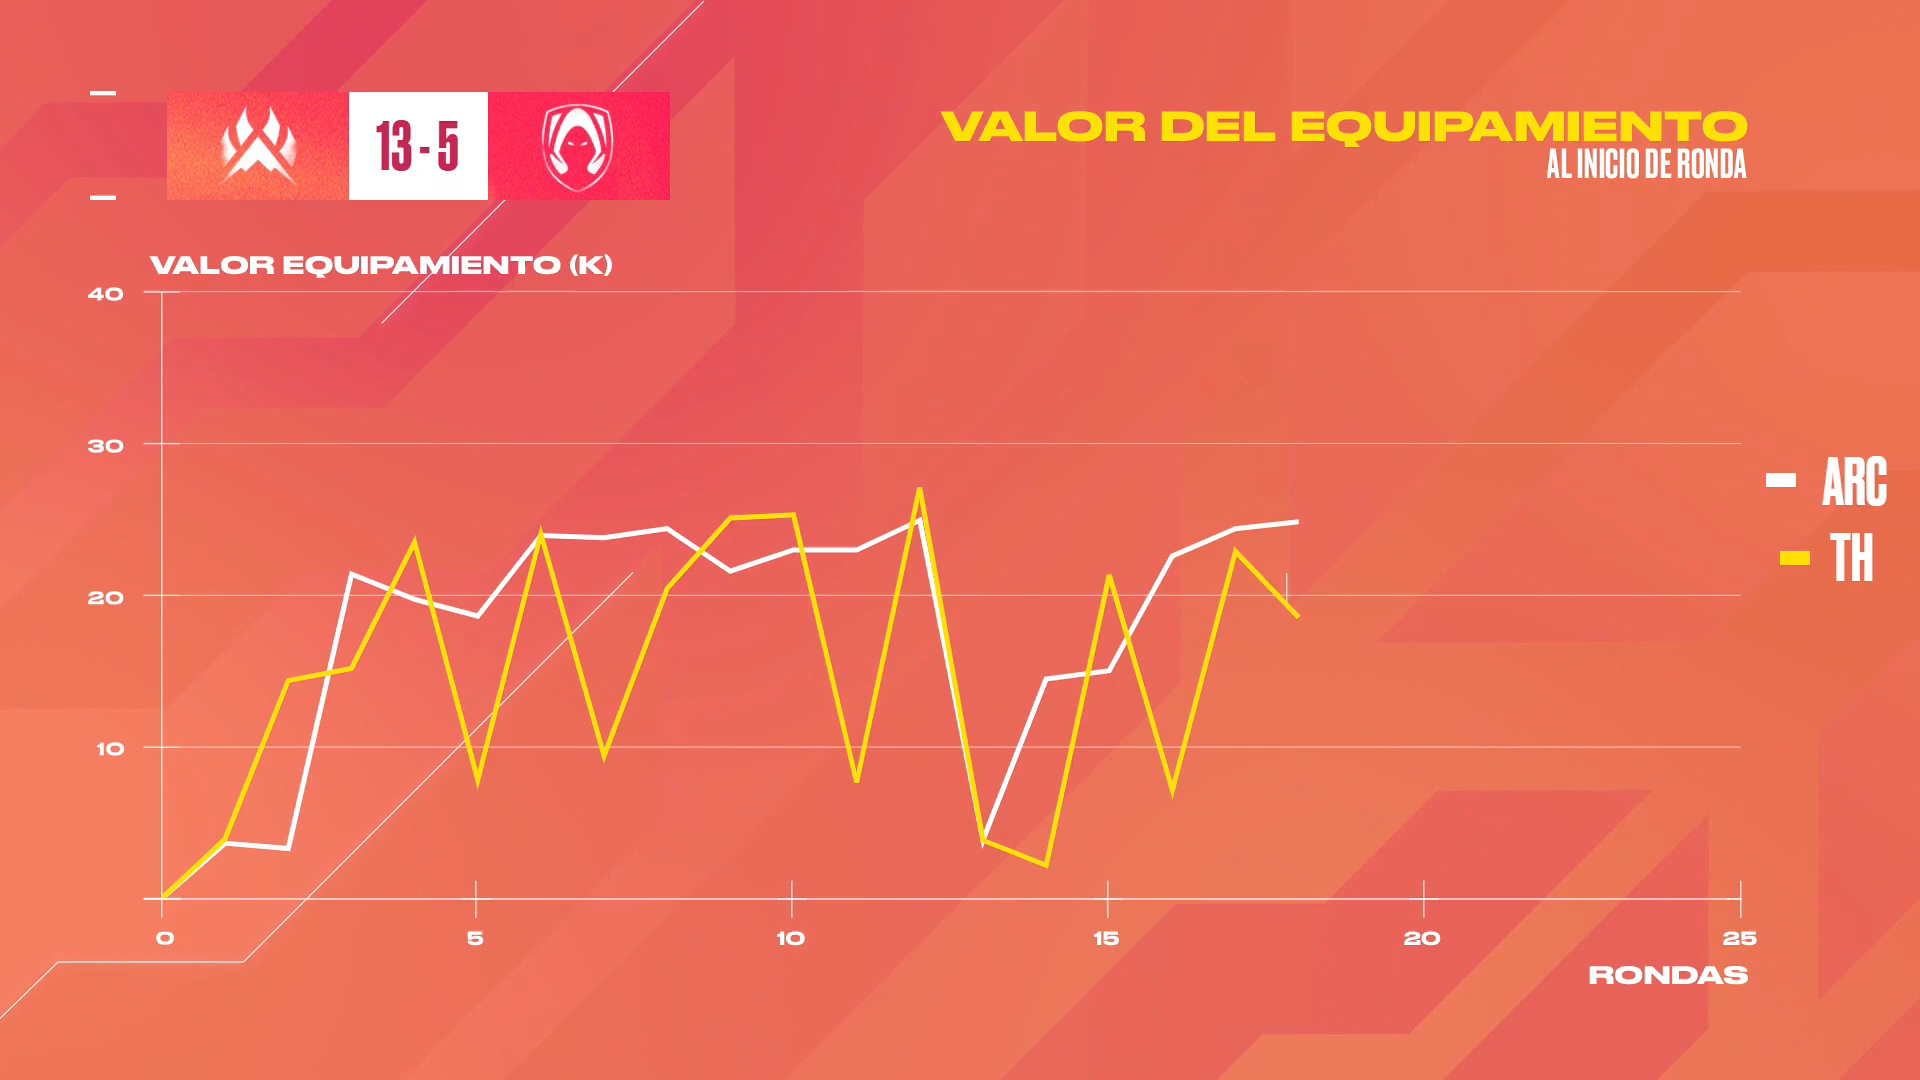 13 - 5
VALOR DEL EQUIPAMIENTO
AL INICIO DE RONDA
VALOR EQUIPAMIENTO (K)
40
30
20
10
ARC
TH
0 5 10 15 20 25
RONDAS